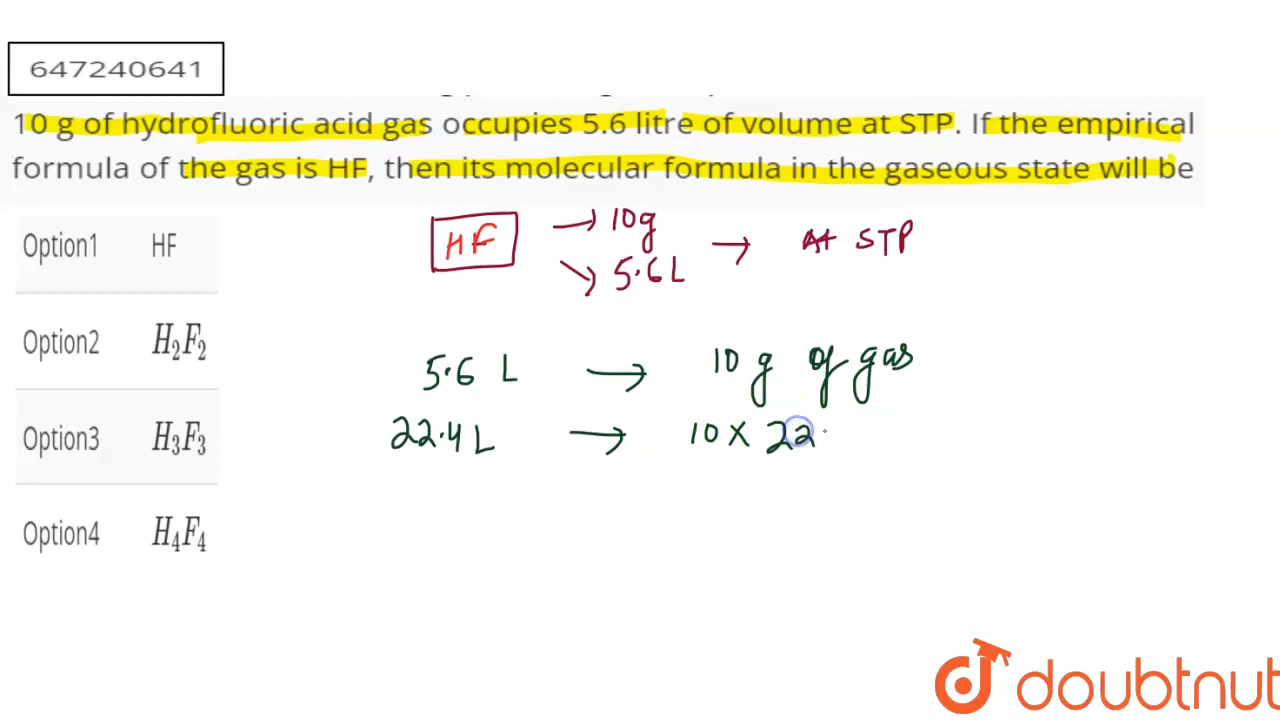 647240641
10 g of hydrofluoric acid gas occupies 5.6 litre of volume at STP. If the empirical
formula of the gas is HF, then its molecular formula in the gaseous state will be
Option1 HF
HF → 10g
→ 5.6 L → At STP
Option2 H₂F₂
5.6 L → 10 g of gas
Option3 H₃F₃
22.4 L → 10 × 22.
Option4 H₄F₄
doubtnut